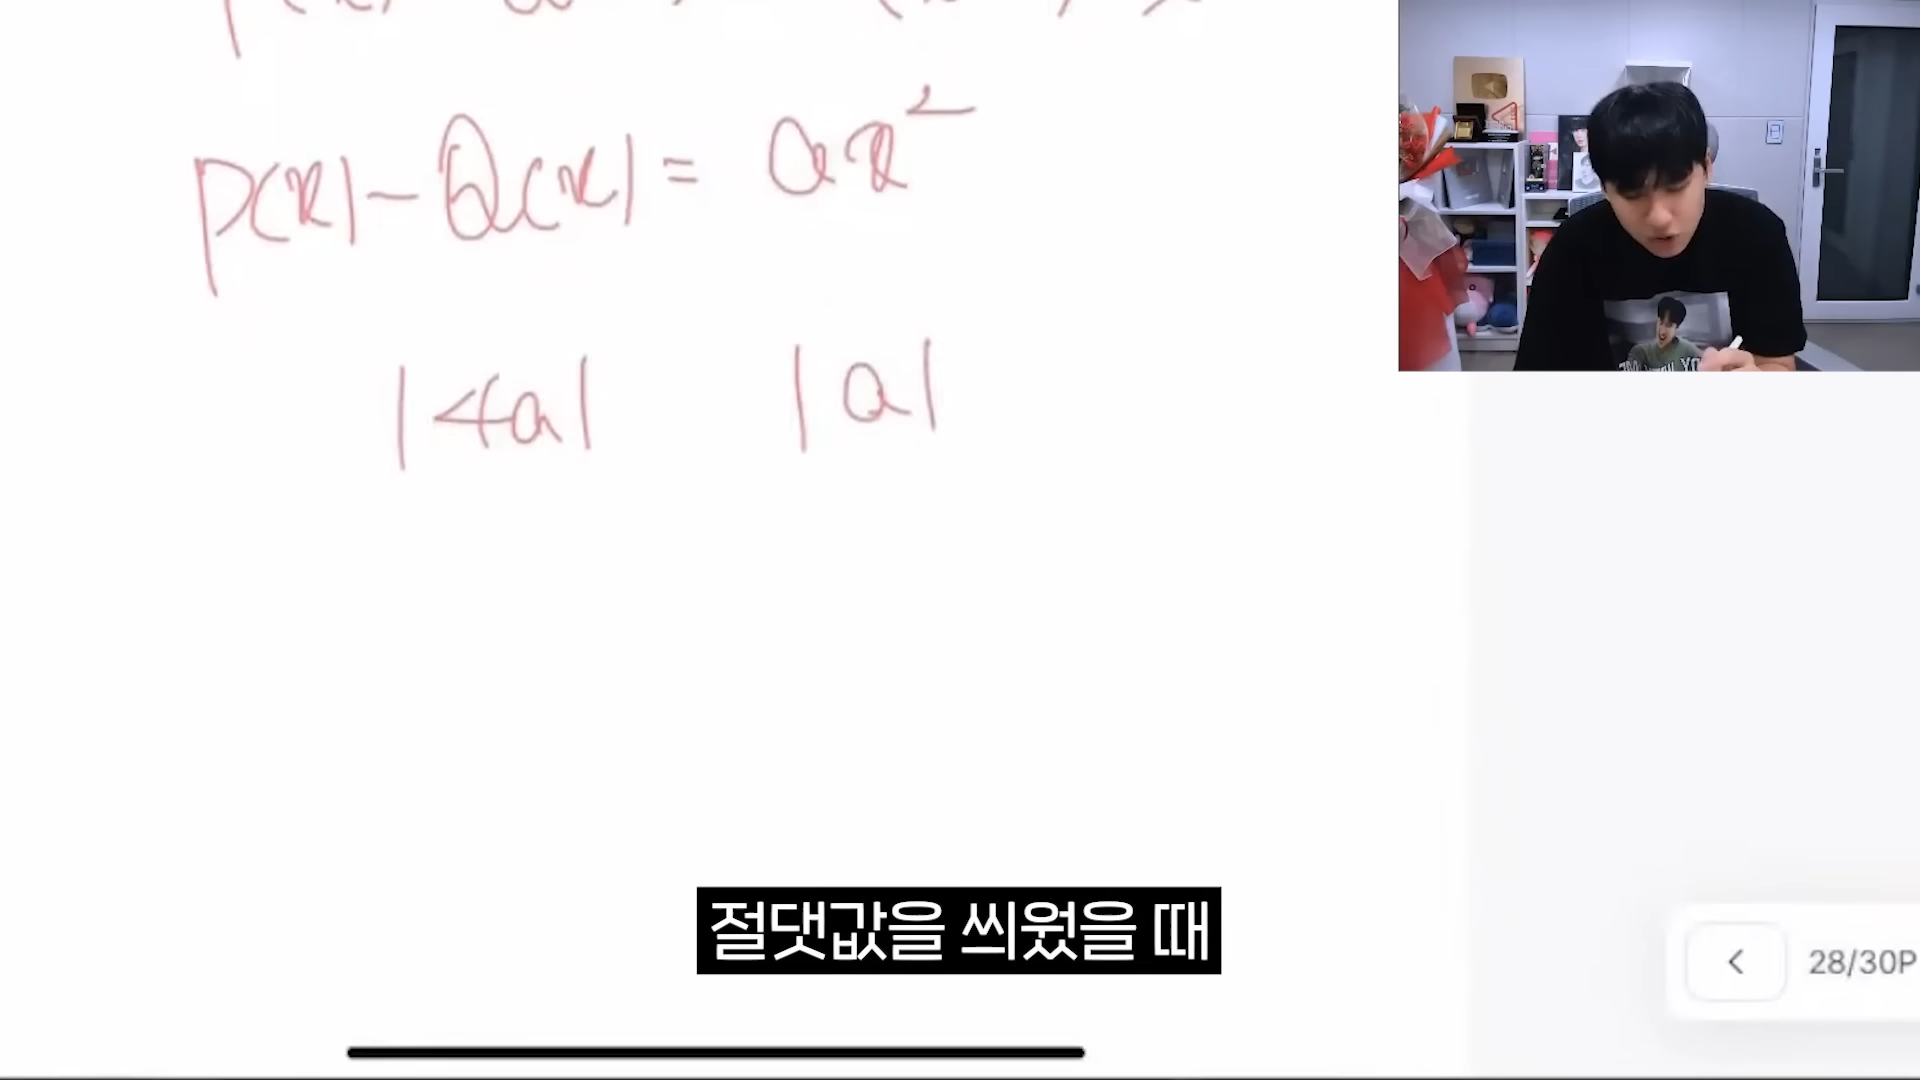 P(x) - Q(x) = ax²
|4a| |a|
절댓값을 씌웠을 때
28/30P